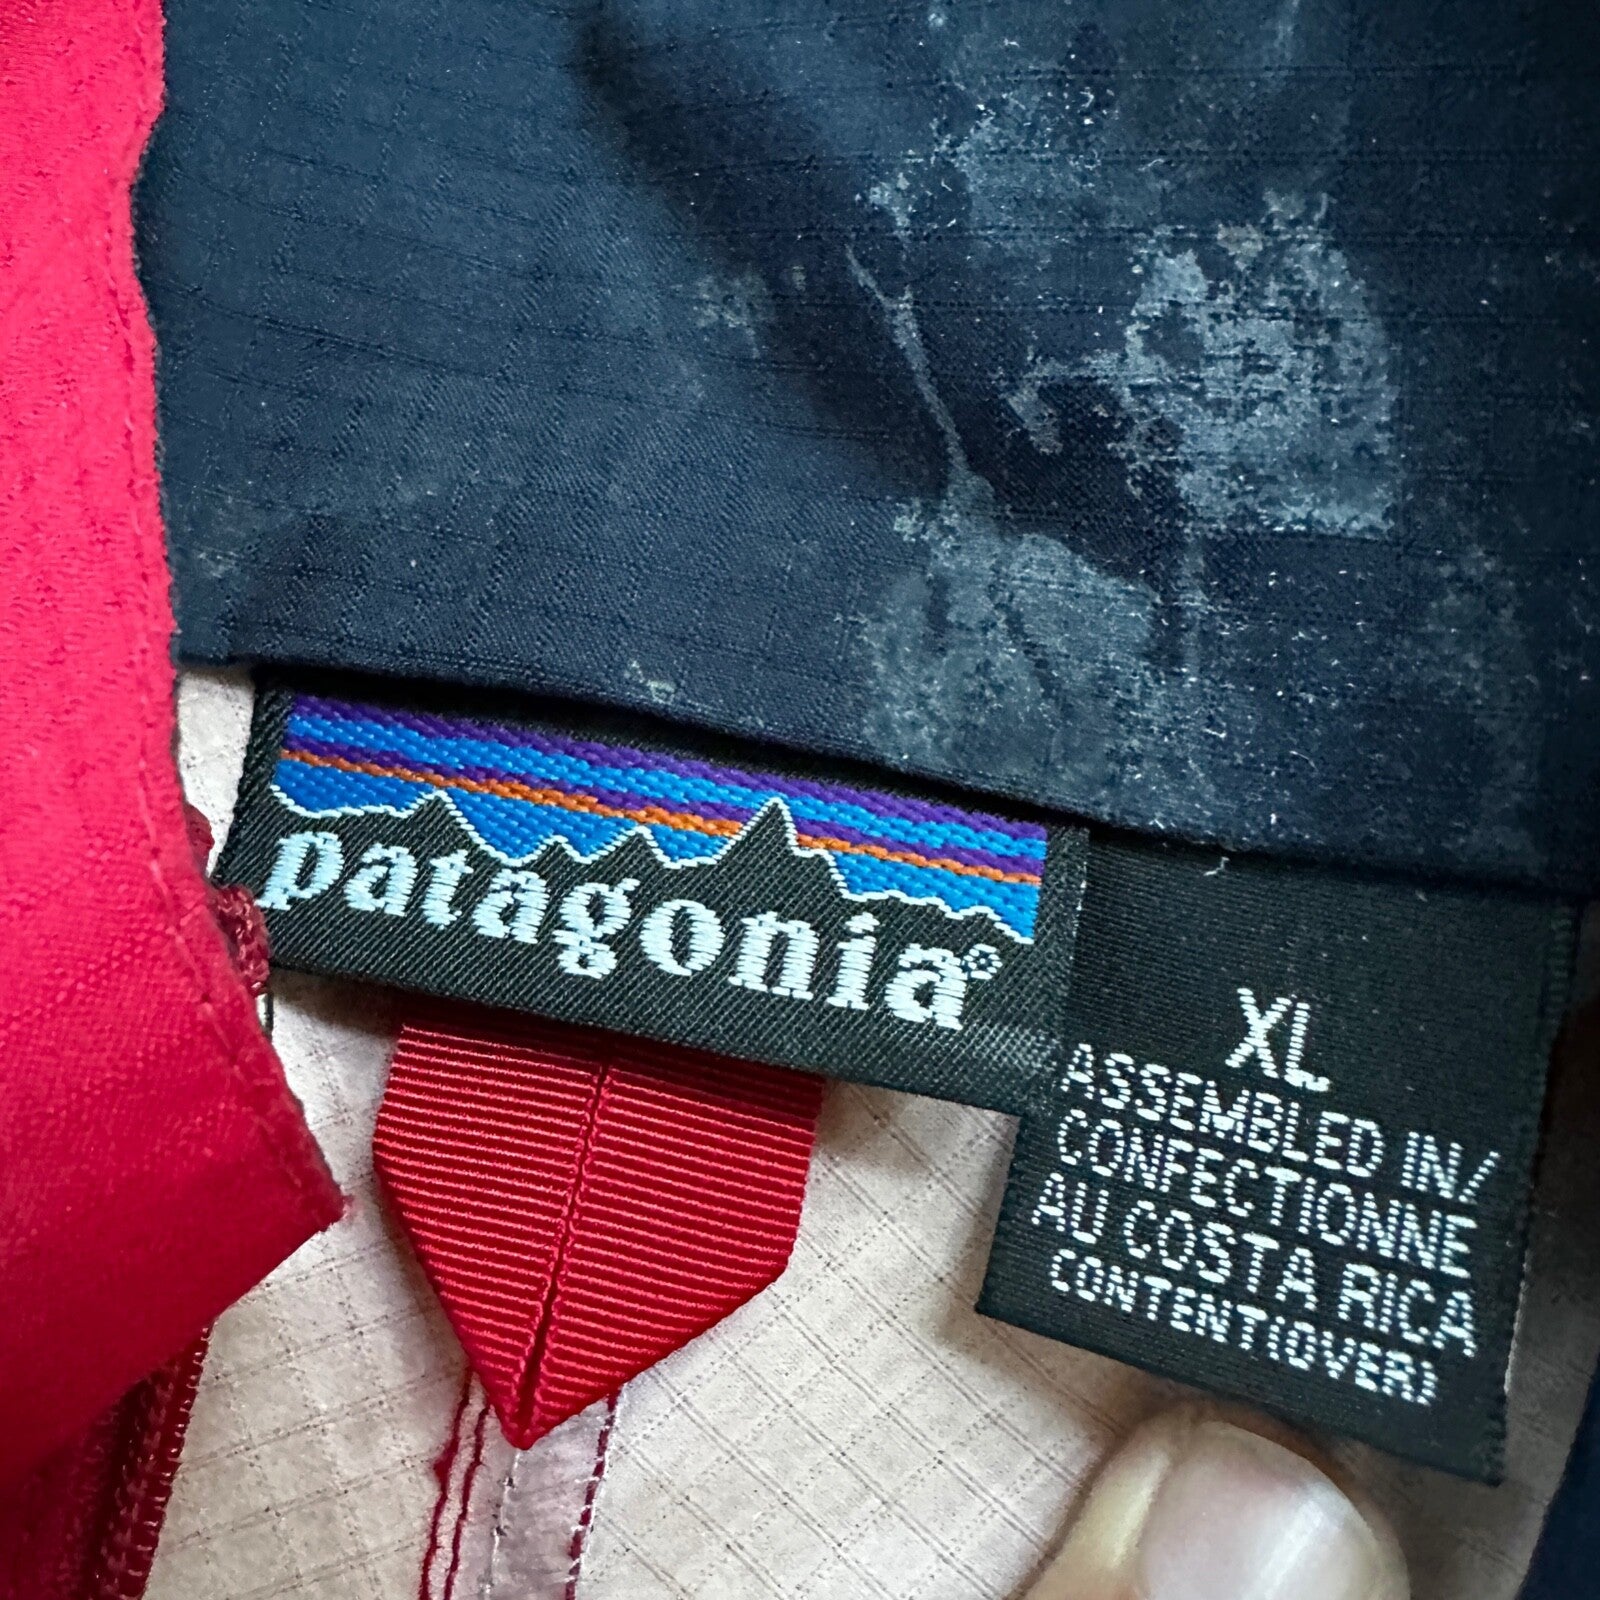 patagonia®
XL
ASSEMBLED IN/
CONFECTIONNE
AU COSTA RICA
CONTENT(OVER)